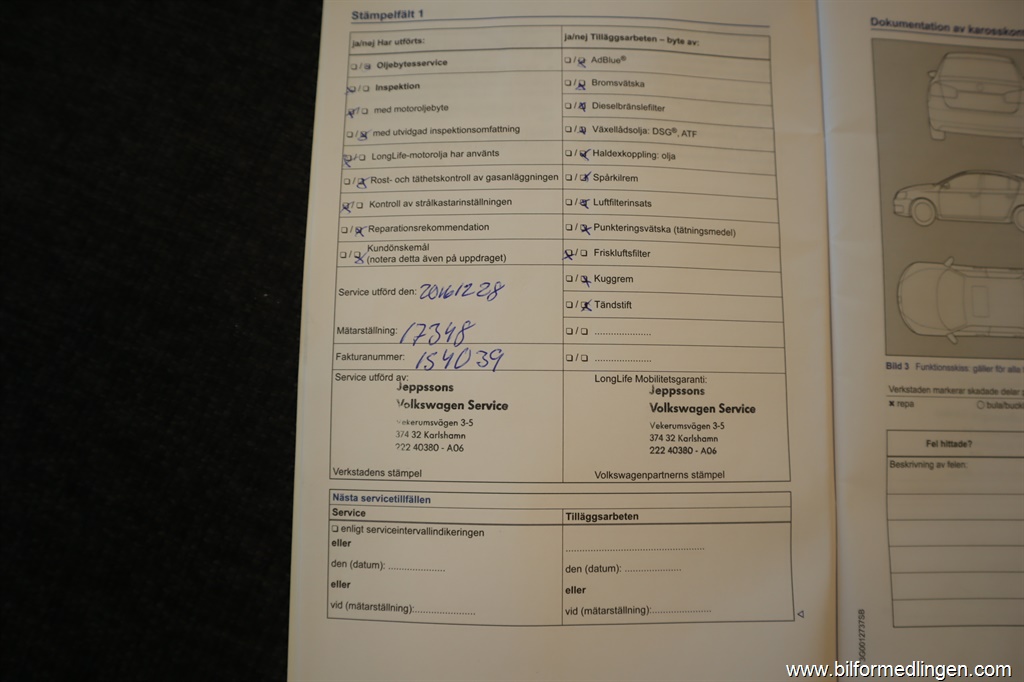 Stämpelfält 1
ja/nej Har utförts:
Oljebytesservice
Inspektion
med motoroljebyte
med utvidgad inspektionsomfattning
LongLife-motorolja har använts
Rost- och täthetskontroll av gasanläggningen
Kontroll av strålkastarinställningen
Reparationsrekommendation
Kundönskemål
(notera detta även på uppdraget)
Service utförd den: 20161228
Mätarställning: 17348
Fakturanummer: 154039
ja/nej Tilläggsarbeten – byte av:
AdBlue®
Bromsvätska
Dieselbränslefilter
Växellådsolja: DSG®, ATF
Haldexkoppling: olja
Spårkilrem
Luftfilterinsats
Punkteringsvätska (tätningsmedel)
Friskluftsfilter
Kuggrem
Tändstift
.....................
.....................
Service utförd av:
Jeppssons
Volkswagen Service
Vekerumsvägen 3-5
374 32 Karlshamn
222 40380 - A06
Verkstadens stämpel
LongLife Mobilitetsgaranti:
Jeppssons
Volkswagen Service
Vekerumsvägen 3-5
374 32 Karlshamn
222 40380 - A06
Volkswagenpartnerns stämpel
Nästa servicetillfällen
Service
enligt serviceintervallindikeringen
eller
den (datum): .....................
eller
vid (mätarställning):.....................
Tilläggsarbeten
.....................
den (datum): .....................
eller
vid (mätarställning):.....................
Dokumentation av
Bild 3 Funktionsskiss: gäller för alla
Verkstaden markerar skadade delar
x repa
Fel hittade?
Beskrivning av felen:
www.bilformedlingen.com